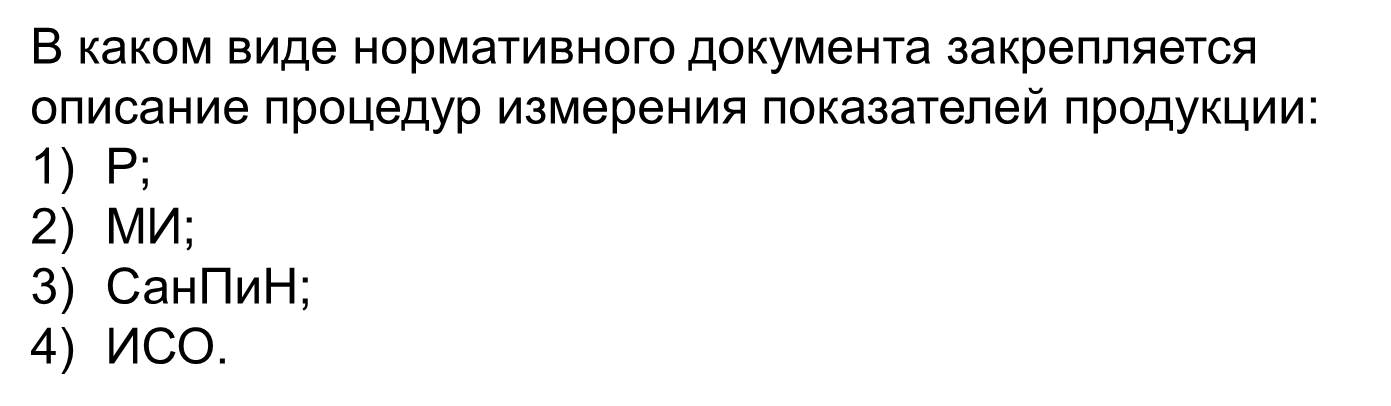 В каком виде нормативного документа закрепляется
описание процедур измерения показателей продукции:
1) Р;
2) МИ;
3) СанПиН;
4) ИСО.